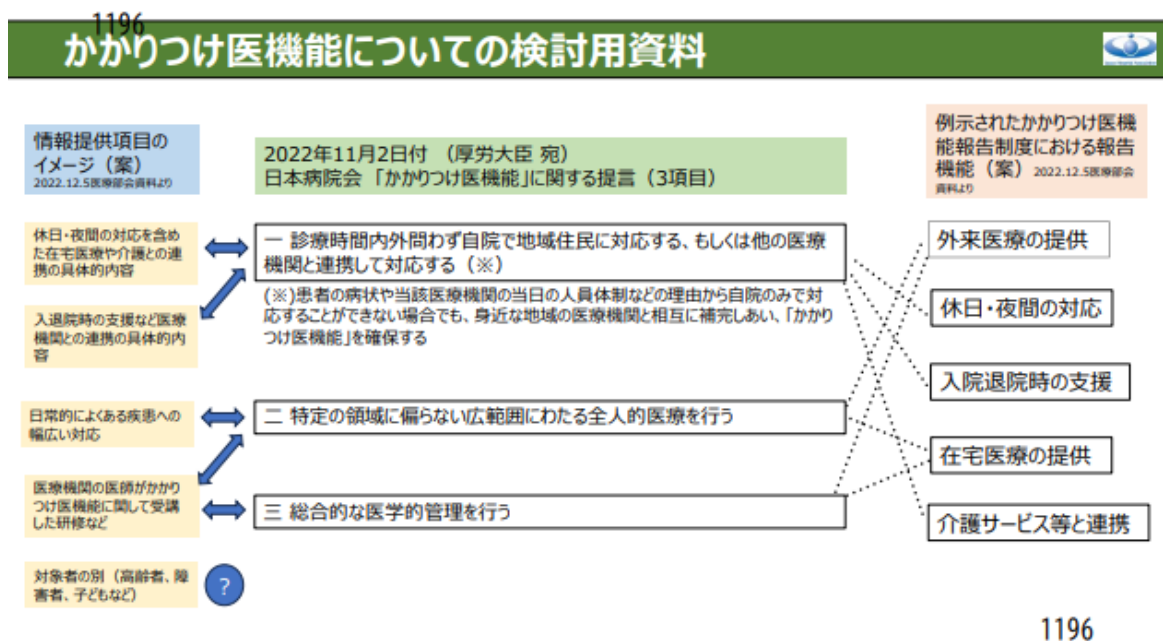 1196
かかりつけ医機能についての検討用資料
情報提供項目の
イメージ（案）
2022.12.5医療部会資料より
2022年11月2日付　（厚労大臣 宛）
日本病院会 「かかりつけ医機能」に関する提言（3項目）
例示されたかかりつけ医機
能報告制度における報告
機能（案） 2022.12.5医療部会
資料より
休日・夜間の対応を含め
た在宅医療や介護との連
携の具体的内容
一 診療時間内外問わず自院で地域住民に対応する、もしくは他の医療
機関と連携して対応する（※）
(※)患者の病状や当該医療機関の当日の人員体制などの理由から自院のみで対
応することができない場合でも、身近な地域の医療機関と相互に補完しあい、「かかり
つけ医機能」を確保する
入退院時の支援など医療
機関との連携の具体的内
容
日常的によくある疾患への
幅広い対応
二 特定の領域に偏らない広範囲にわたる全人的医療を行う
医療機関の医師がかかり
つけ医機能に関して受講
した研修など
三 総合的な医学的管理を行う
対象者の別（高齢者、障
害者、子どもなど）
?
外来医療の提供
休日・夜間の対応
入院退院時の支援
在宅医療の提供
介護サービス等と連携
1196